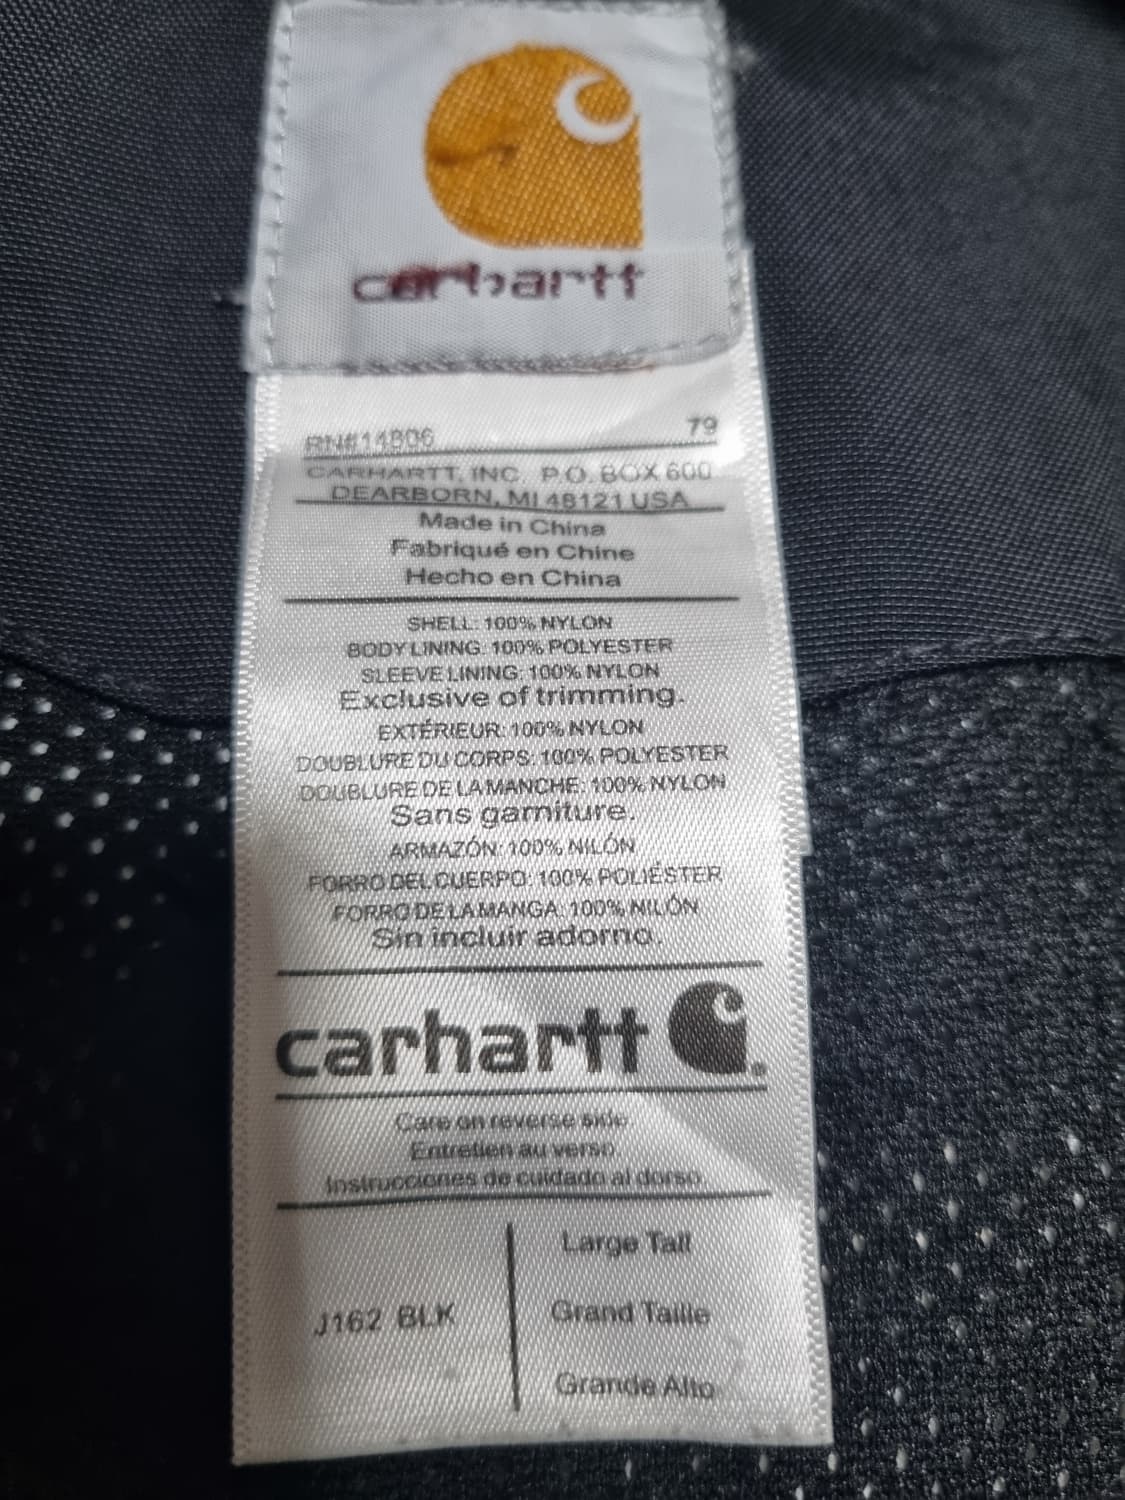 carhartt
RN#14806 79
CARHARTT, INC. P.O. BOX 600
DEARBORN, MI 48121 USA
Made in China
Fabriqué en Chine
Hecho en China
SHELL: 100% NYLON
BODY LINING: 100% POLYESTER
SLEEVE LINING: 100% NYLON
Exclusive of trimming.
EXTÉRIEUR: 100% NYLON
DOUBLURE DU CORPS: 100% POLYESTER
DOUBLURE DE LA MANCHE: 100% NYLON
Sans garniture.
ARMAZÓN: 100% NILÓN
FORRO DEL CUERPO: 100% POLIÉSTER
FORRO DE LA MANGA: 100% NILÓN
Sin incluir adorno.
carhartt
Care on reverse side.
Entretien au verso.
Instrucciones de cuidado al dorso.
J162 BLK
Large Tall
Grand Taille
Grande Alto